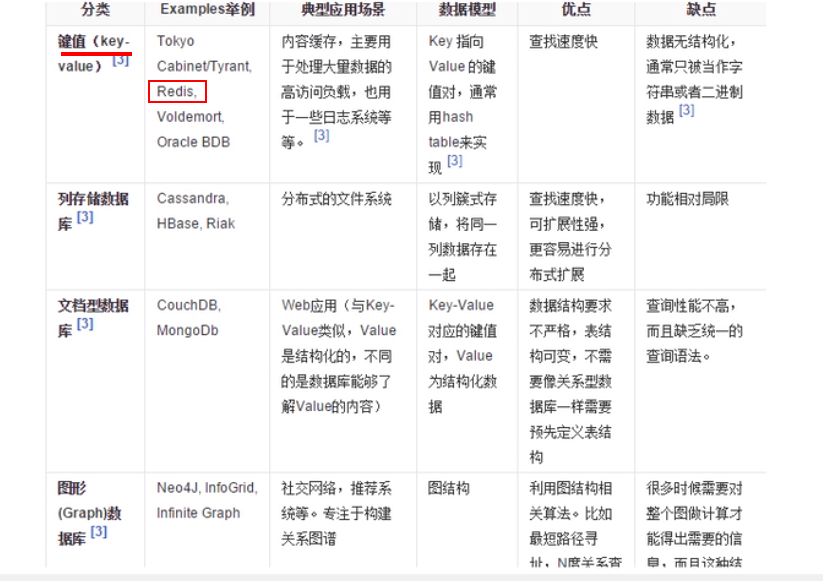 分类 Examples举例 典型应用场景 数据模型 优点 缺点
键值（key-
value）[3]
Tokyo
Cabinet/Tyrant,
Redis,
Voldemort,
Oracle BDB
内容缓存，主要用
于处理大量数据的
高访问负载，也用
于一些日志系统等
等。[3]
Key 指向
Value 的键
值对，通常
用hash
table来实
现 [3]
查找速度快
数据无结构化，
通常只被当作字
符串或者二进制
数据 [3]
列存储数据
库 [3]
Cassandra,
HBase, Riak
分布式的文件系统
以列簇式存
储，将同一
列数据存在
一起
查找速度快，
可扩展性强，
更容易进行分
布式扩展
功能相对局限
文档型数据
库 [3]
CouchDB,
MongoDb
Web应用（与Key-
Value类似，Value
是结构化的，不同
的是数据库能够了
解Value的内容）
Key-Value
对应的键值
对，Value
为结构化数
据
数据结构要求
不严格，表结
构可变，不需
要像关系型数
据库一样需要
预先定义表结
构
查询性能不高，
而且缺乏统一的
查询语法。
图形
(Graph)数
据库 [3]
Neo4J, InfoGrid,
Infinite Graph
社交网络，推荐系
统等。专注于构建
关系图谱
图结构
利用图结构相
关算法。比如
最短路径寻
址，N度关系查
很多时候需要对
整个图做计算才
能得出需要的信
息，而且这种结